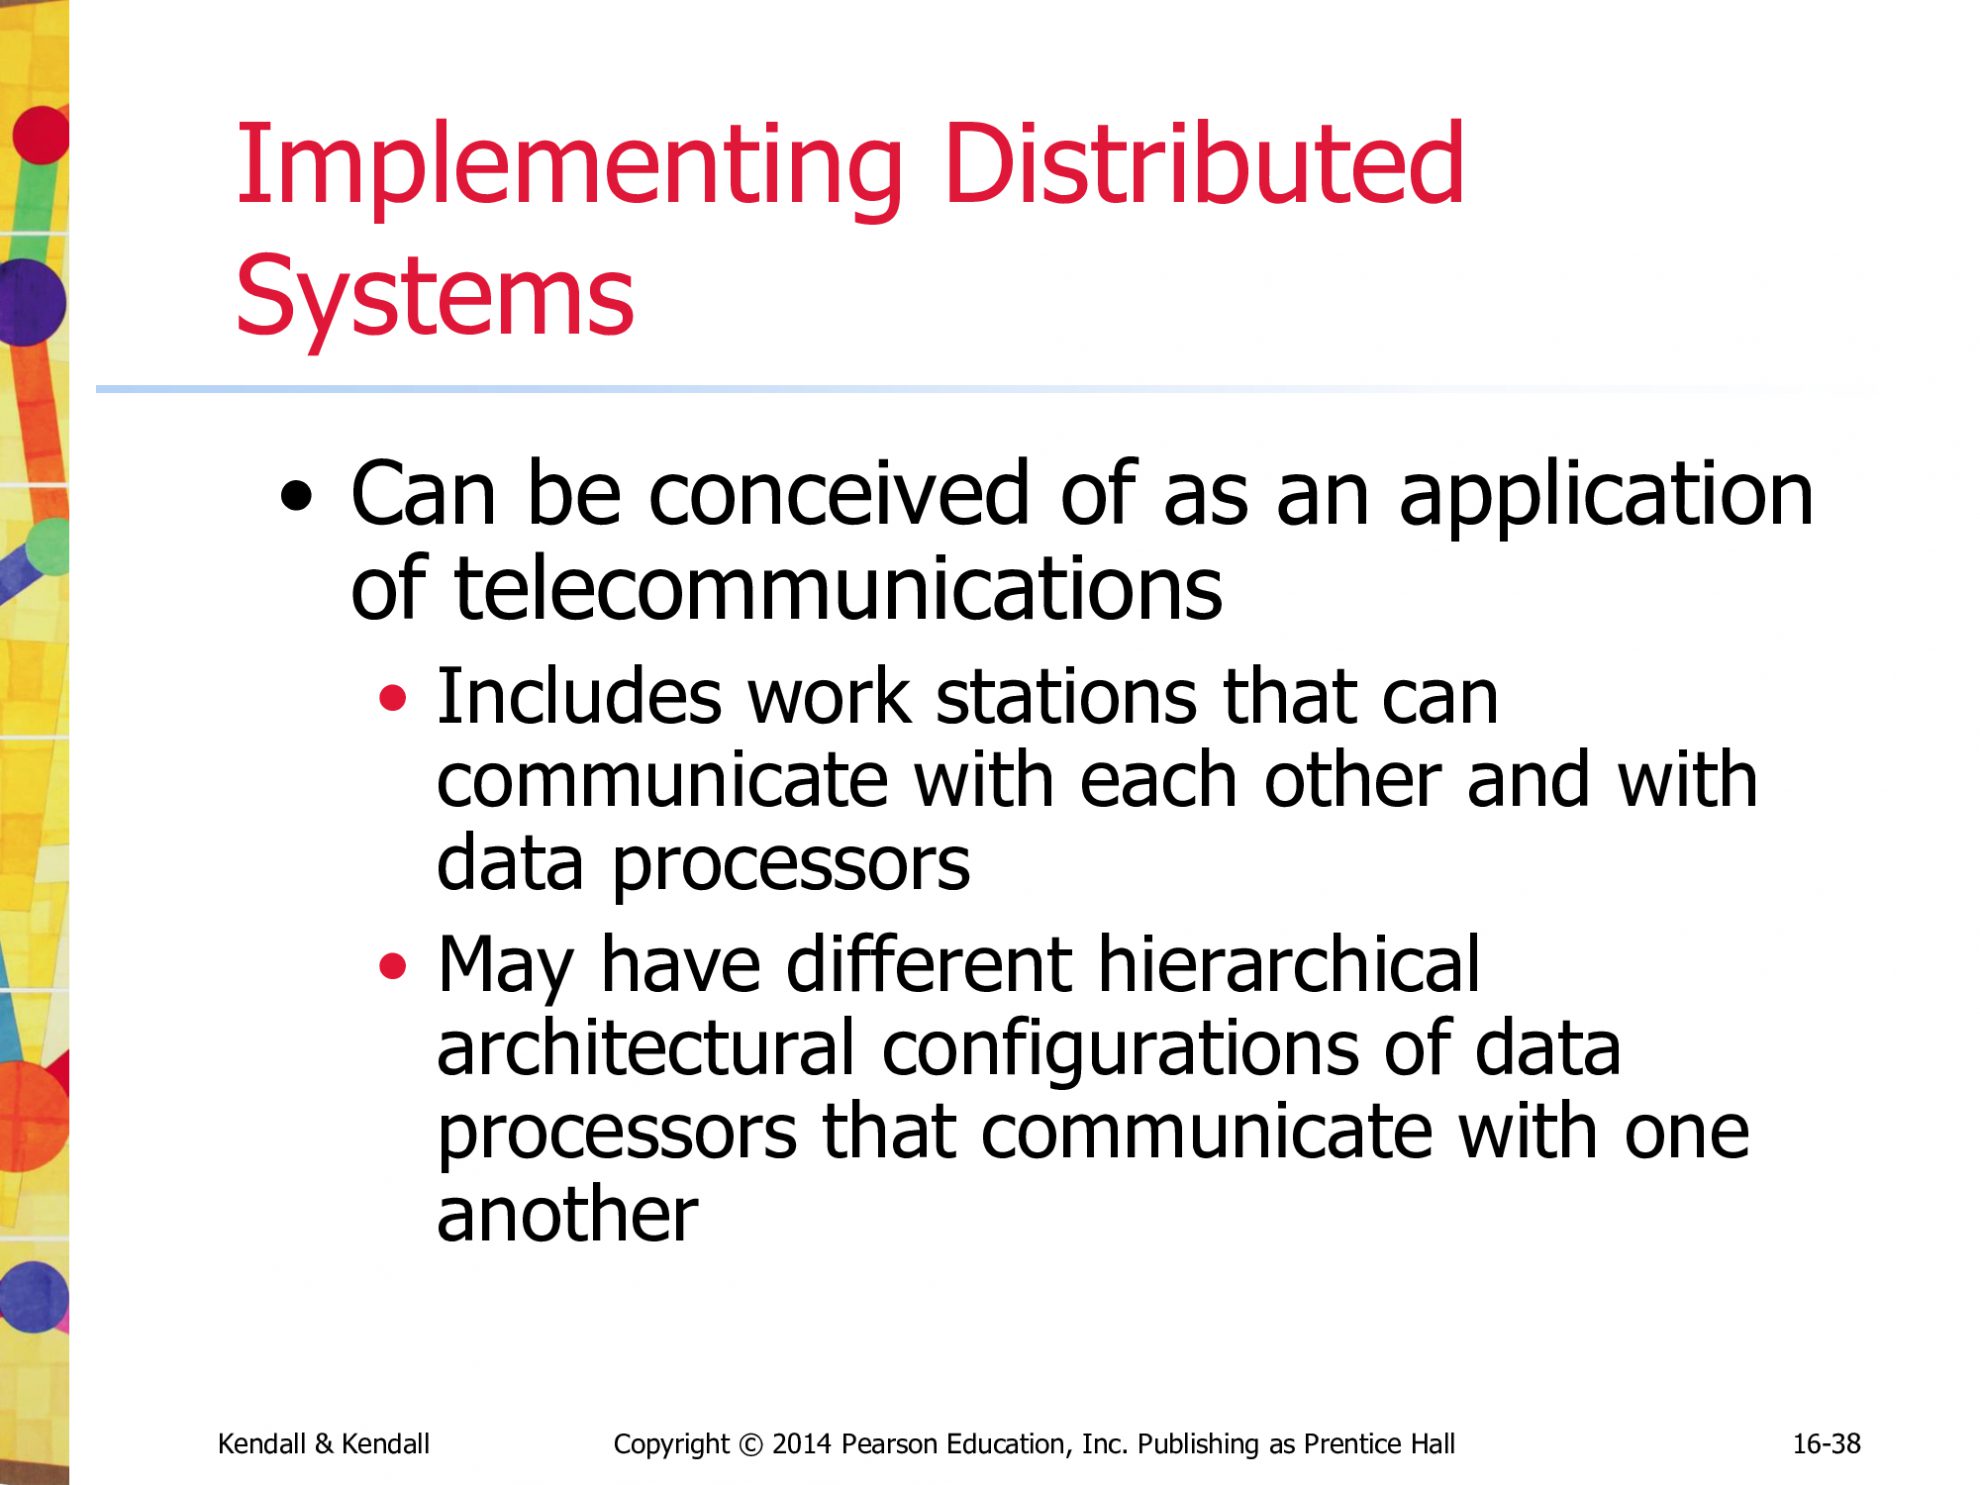 Implementing Distributed
Systems
• Can be conceived of as an application
of telecommunications
• Includes work stations that can
communicate with each other and with
data processors
• May have different hierarchical
architectural configurations of data
processors that communicate with one
another
Kendall & Kendall
Copyright © 2014 Pearson Education, Inc. Publishing as Prentice Hall
16-38